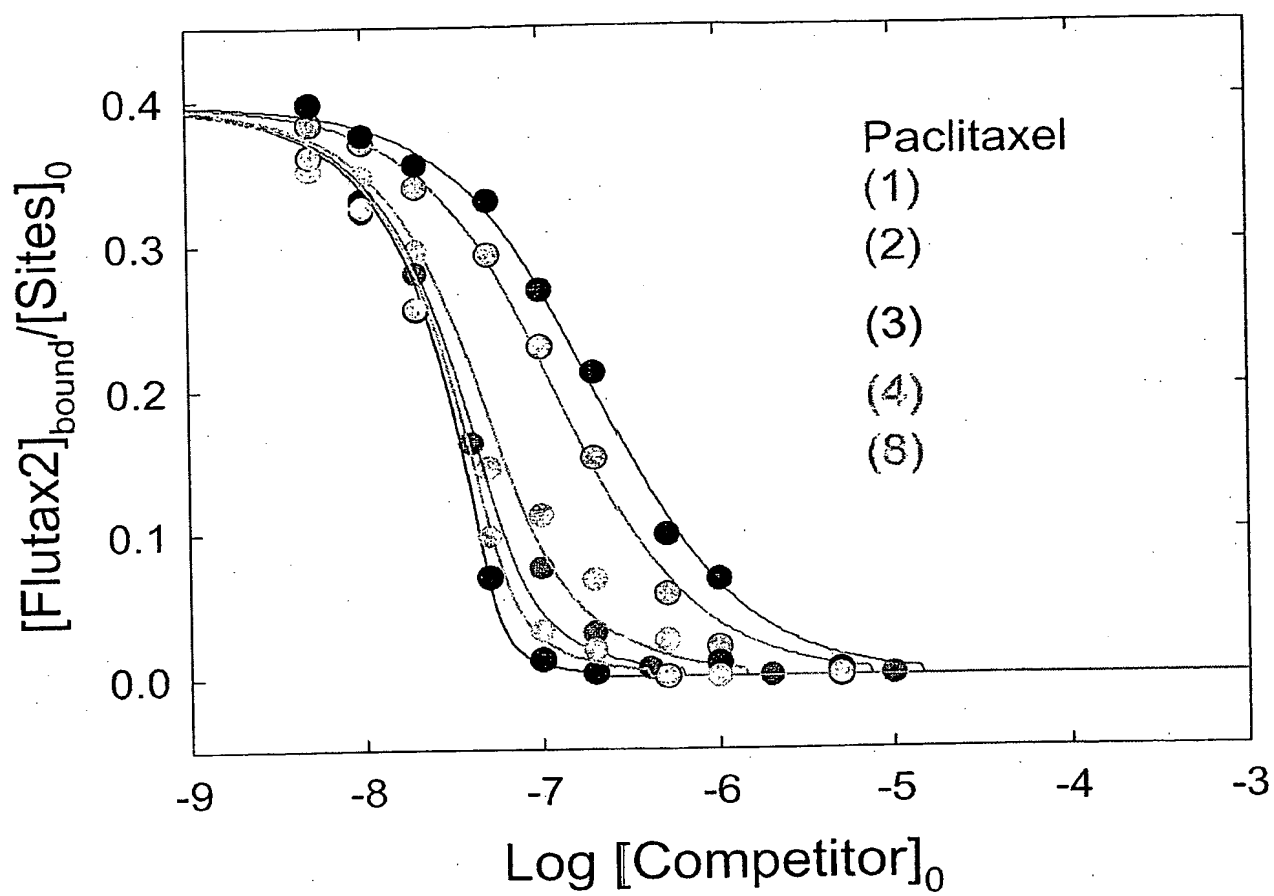 [Flutax2]bound/[Sites]0
0.4
0.3
0.2
0.1
0.0
Paclitaxel
(1)
(2)
(3)
(4)
(8)
-9 -8 -7 -6 -5 -4 -3
Log [Competitor]0